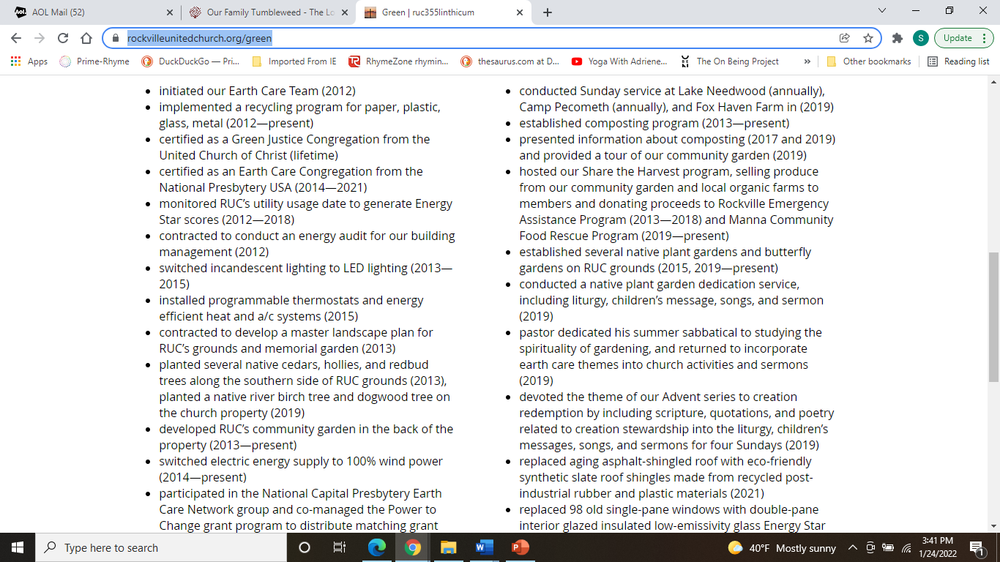 AOL Mail (52)
Our Family Tumbleweed - The Lo
Green | ruc355linthicum
rockvilleunitedchurch.org/green
S
Update
Apps
Prime-Rhyme
DuckDuckGo — Pri...
Imported From IE
RhymeZone rhymin...
thesaurus.com at D...
Yoga With Adriene...
The On Being Project
»
Other bookmarks
Reading list
• initiated our Earth Care Team (2012)
• implemented a recycling program for paper, plastic,
glass, metal (2012—present)
• certified as a Green Justice Congregation from the
United Church of Christ (lifetime)
• certified as an Earth Care Congregation from the
National Presbytery USA (2014—2021)
• monitored RUC's utility usage date to generate Energy
Star scores (2012—2018)
• contracted to conduct an energy audit for our building
management (2012)
• switched incandescent lighting to LED lighting (2013—
2015)
• installed programmable thermostats and energy
efficient heat and a/c systems (2015)
• contracted to develop a master landscape plan for
RUC's grounds and memorial garden (2013)
• planted several native cedars, hollies, and redbud
trees along the southern side of RUC grounds (2013),
planted a native river birch tree and dogwood tree on
the church property (2019)
• developed RUC's community garden in the back of the
property (2013—present)
• switched electric energy supply to 100% wind power
(2014—present)
• participated in the National Capital Presbytery Earth
Care Network group and co-managed the Power to
Change grant program to distribute matching grant
• conducted Sunday service at Lake Needwood (annually),
Camp Pecometh (annually), and Fox Haven Farm in (2019)
• established composting program (2013—present)
• presented information about composting (2017 and 2019)
and provided a tour of our community garden (2019)
• hosted our Share the Harvest program, selling produce
from our community garden and local organic farms to
members and donating proceeds to Rockville Emergency
Assistance Program (2013—2018) and Manna Community
Food Rescue Program (2019—present)
• established several native plant gardens and butterfly
gardens on RUC grounds (2015, 2019—present)
• conducted a native plant garden dedication service,
including liturgy, children's message, songs, and sermon
(2019)
• pastor dedicated his summer sabbatical to studying the
spirituality of gardening, and returned to incorporate
earth care themes into church activities and sermons
(2019)
• devoted the theme of our Advent series to creation
redemption by including scripture, quotations, and poetry
related to creation stewardship into the liturgy, children's
messages, songs, and sermons for four Sundays (2019)
• replaced aging asphalt-shingled roof with eco-friendly
synthetic slate roof shingles made from recycled post-
industrial rubber and plastic materials (2021)
• replaced 98 old single-pane windows with double-pane
interior glazed insulated low-emissivity glass Energy Star
Type here to search
40°F Mostly sunny
3:41 PM
1/24/2022
1